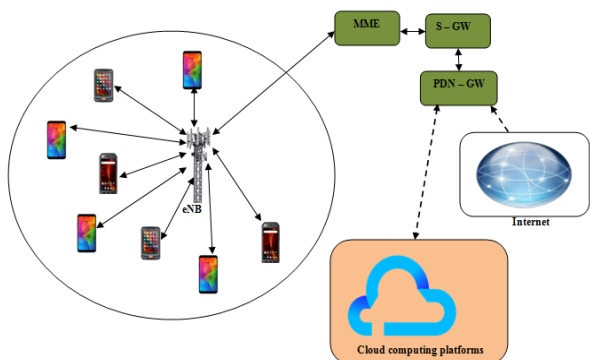 MME
S – GW
PDN – GW
eNB
Internet
Cloud computing platforms